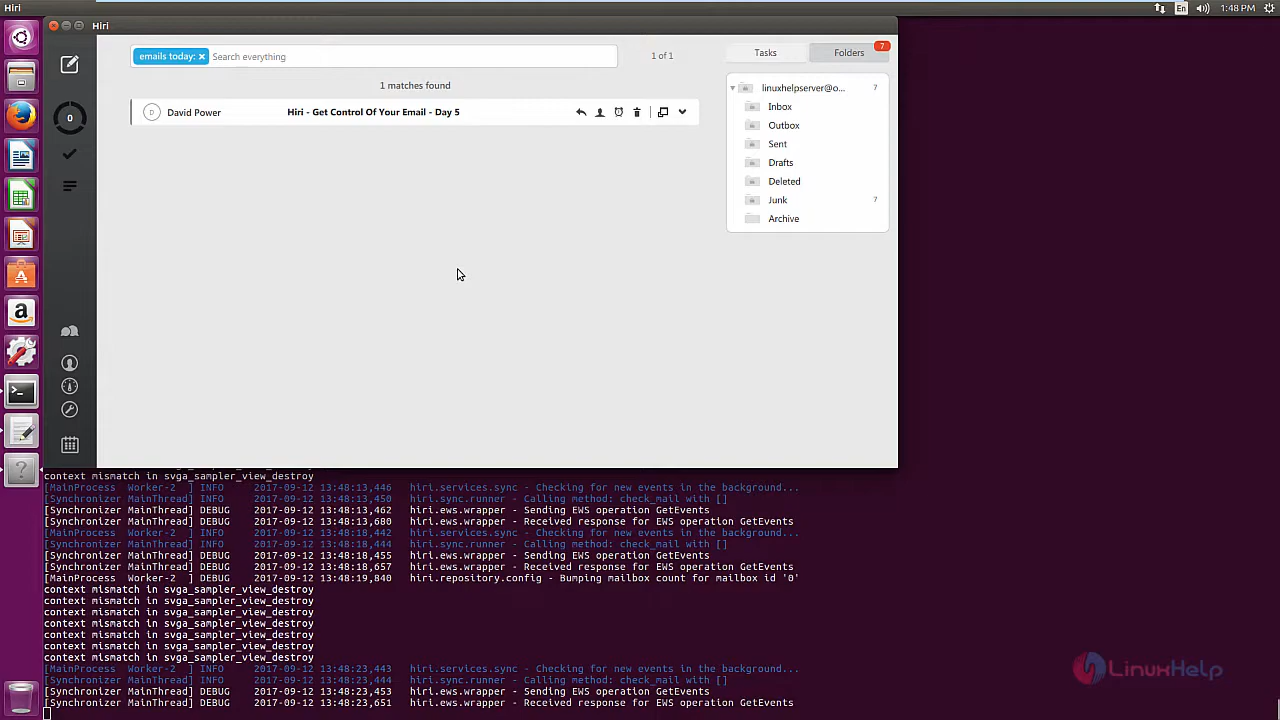 Hiri
En
1:48 PM
Hiri
emails today: ×
Search everything
1 of 1
Tasks
Folders
7
1 matches found
0
D
David Power
Hiri - Get Control Of Your Email - Day 5
linuxhelpserver@o...
7
Inbox
Outbox
Sent
Drafts
Deleted
Junk
7
Archive
context mismatch in svga_sampler_view_destroy
[MainProcess  Worker-2  ] INFO     2017-09-12 13:48:13,446   hiri.services.sync - Checking for new events in the background...
[Synchronizer MainThread] INFO     2017-09-12 13:48:13,450   hiri.sync.runner - Calling method: check_mail with []
[Synchronizer MainThread] DEBUG    2017-09-12 13:48:13,462   hiri.ews.wrapper - Sending EWS operation GetEvents
[Synchronizer MainThread] DEBUG    2017-09-12 13:48:13,680   hiri.ews.wrapper - Received response for EWS operation GetEvents
[MainProcess  Worker-2  ] INFO     2017-09-12 13:48:18,442   hiri.services.sync - Checking for new events in the background...
[Synchronizer MainThread] INFO     2017-09-12 13:48:18,444   hiri.sync.runner - Calling method: check_mail with []
[Synchronizer MainThread] DEBUG    2017-09-12 13:48:18,455   hiri.ews.wrapper - Sending EWS operation GetEvents
[Synchronizer MainThread] DEBUG    2017-09-12 13:48:18,657   hiri.ews.wrapper - Received response for EWS operation GetEvents
[MainProcess  Worker-2  ] DEBUG    2017-09-12 13:48:19,840   hiri.repository.config - Bumping mailbox count for mailbox id '0'
context mismatch in svga_sampler_view_destroy
context mismatch in svga_sampler_view_destroy
context mismatch in svga_sampler_view_destroy
context mismatch in svga_sampler_view_destroy
context mismatch in svga_sampler_view_destroy
context mismatch in svga_sampler_view_destroy
context mismatch in svga_sampler_view_destroy
[MainProcess  Worker-2  ] INFO     2017-09-12 13:48:23,443   hiri.services.sync - Checking for new events in the background...
[Synchronizer MainThread] INFO     2017-09-12 13:48:23,444   hiri.sync.runner - Calling method: check_mail with []
[Synchronizer MainThread] DEBUG    2017-09-12 13:48:23,453   hiri.ews.wrapper - Sending EWS operation GetEvents
[Synchronizer MainThread] DEBUG    2017-09-12 13:48:23,651   hiri.ews.wrapper - Received response for EWS operation GetEvents
LinuxHelp